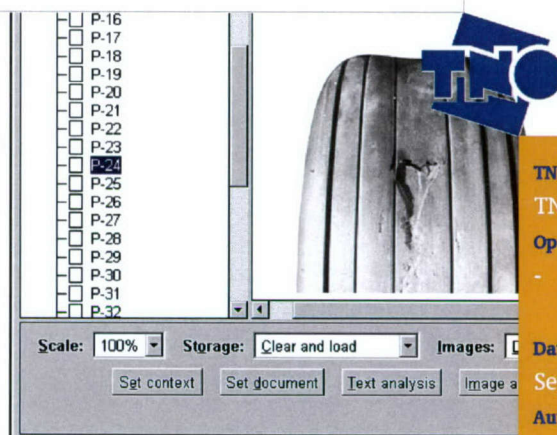 P-16
P-17
P-18
P-19
P-20
P-21
P-22
P-23
P-24
P-25
P-26
P-27
P-28
P-29
P-30
P-31
P-32
TNO
TN
TN
Op
-
Da
Se
Au
Scale: 100% Storage: Clear and load Images:
Set context Set document Text analysis Image a